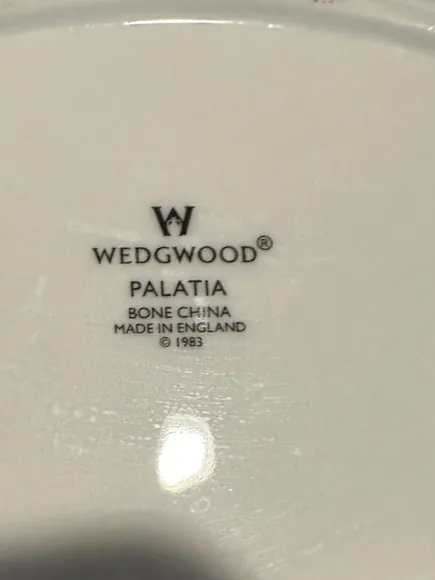 W
WEDGWOOD®
PALATIA
BONE CHINA
MADE IN ENGLAND
© 1983